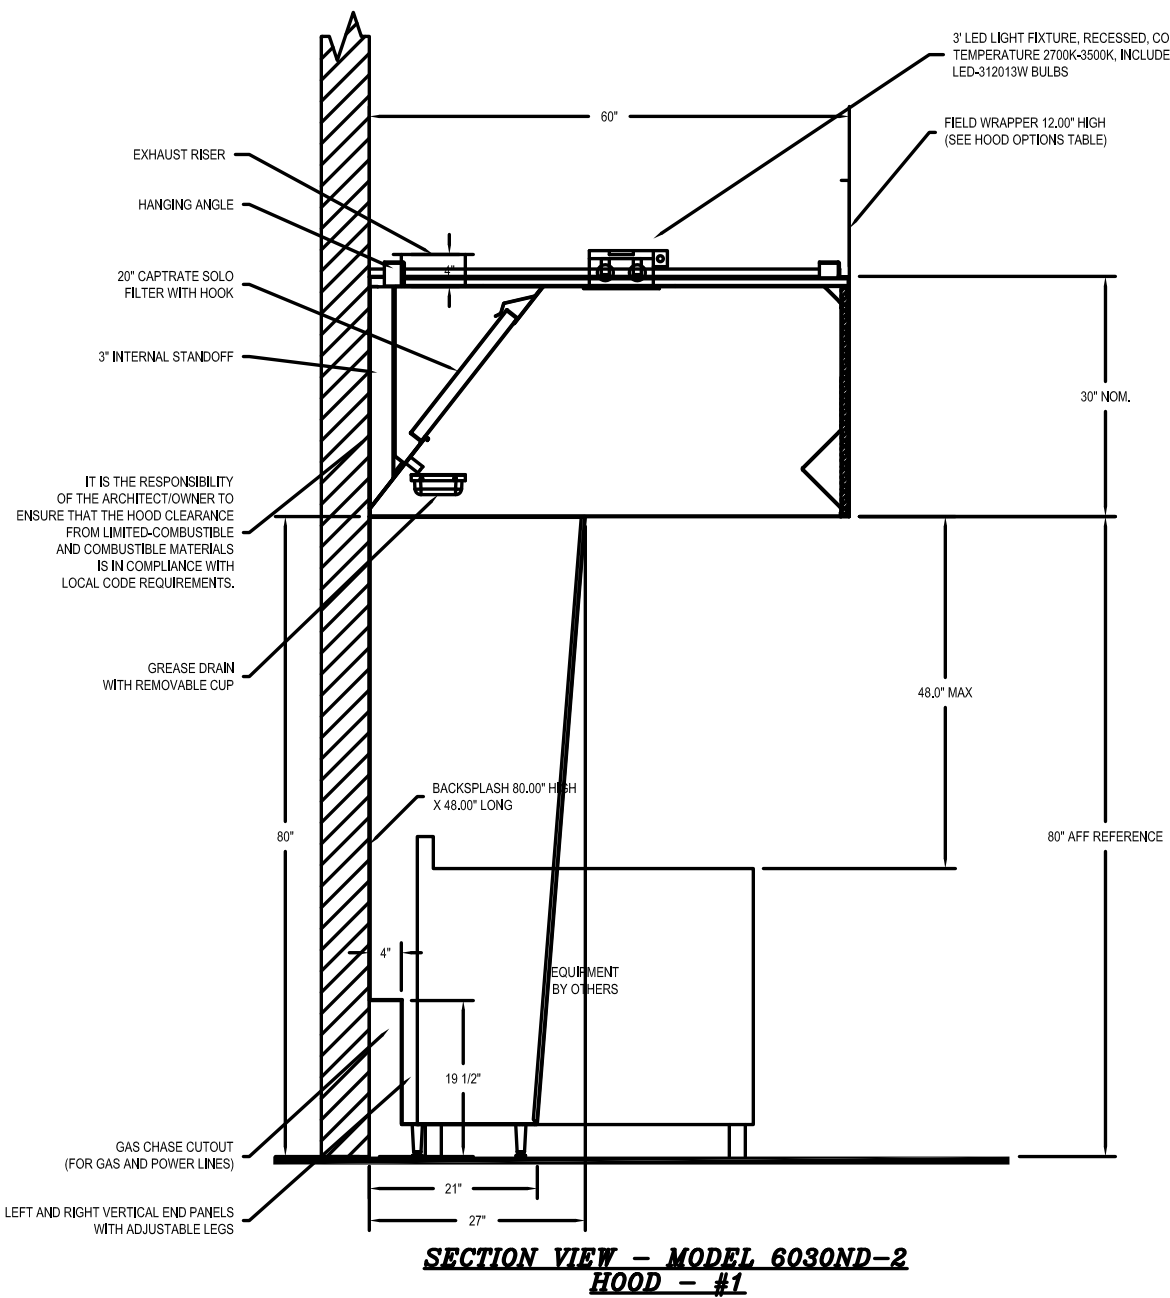 3' LED LIGHT FIXTURE, RECESSED, CO
TEMPERATURE 2700K-3500K, INCLUDE
LED-312013W BULBS
60"
FIELD WRAPPER 12.00" HIGH
(SEE HOOD OPTIONS TABLE)
EXHAUST RISER
HANGING ANGLE
4"
20" CAPTRATE SOLO
FILTER WITH HOOK
3" INTERNAL STANDOFF
30" NOM.
IT IS THE RESPONSIBILITY
OF THE ARCHITECT/OWNER TO
ENSURE THAT THE HOOD CLEARANCE
FROM LIMITED-COMBUSTIBLE
AND COMBUSTIBLE MATERIALS
IS IN COMPLIANCE WITH
LOCAL CODE REQUIREMENTS.
GREASE DRAIN
WITH REMOVABLE CUP
48.0" MAX
BACKSPLASH 80.00" HIGH
X 48.00" LONG
80"
80" AFF REFERENCE
4"
EQUIPMENT
BY OTHERS
19 1/2"
GAS CHASE CUTOUT
(FOR GAS AND POWER LINES)
21"
LEFT AND RIGHT VERTICAL END PANELS
WITH ADJUSTABLE LEGS
27"
SECTION VIEW - MODEL 6030ND-2
HOOD - #1